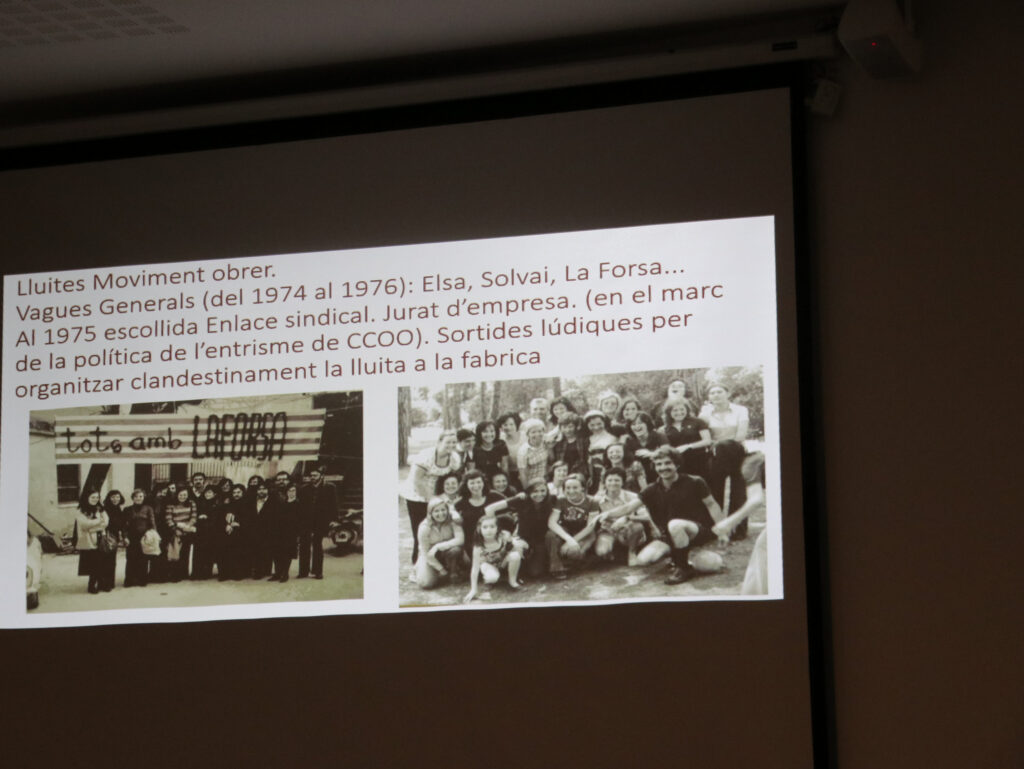 Lluites Moviment obrer.
Vagues Generals (del 1974 al 1976): Elsa, Solvai, La Forsa...
Al 1975 escollida Enlace sindical. Jurat d'empresa. (en el marc
de la política de l'entrisme de CCOO). Sortides lúdiques per
organitzar clandestinament la lluita a la fabrica
tots amb LAFORSA